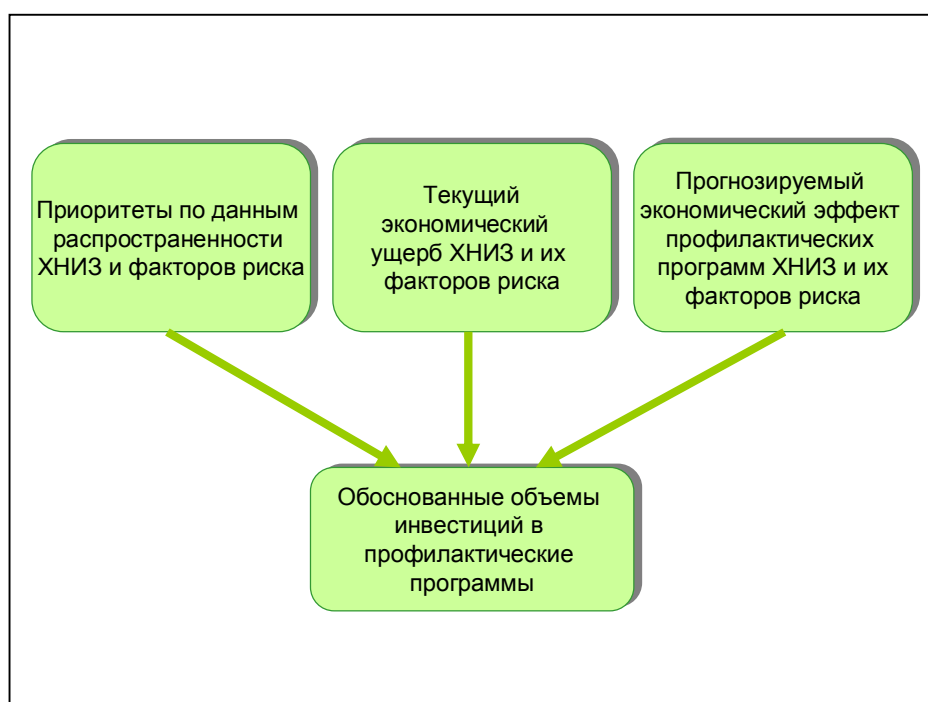 Приоритеты по данным
распространенности
ХНИЗ и факторов риска
Текущий
экономический
ущерб ХНИЗ и их
факторов риска
Прогнозируемый
экономический эффект
профилактических
программ ХНИЗ и их
факторов риска
Обоснованные объемы
инвестиций в
профилактические
программы